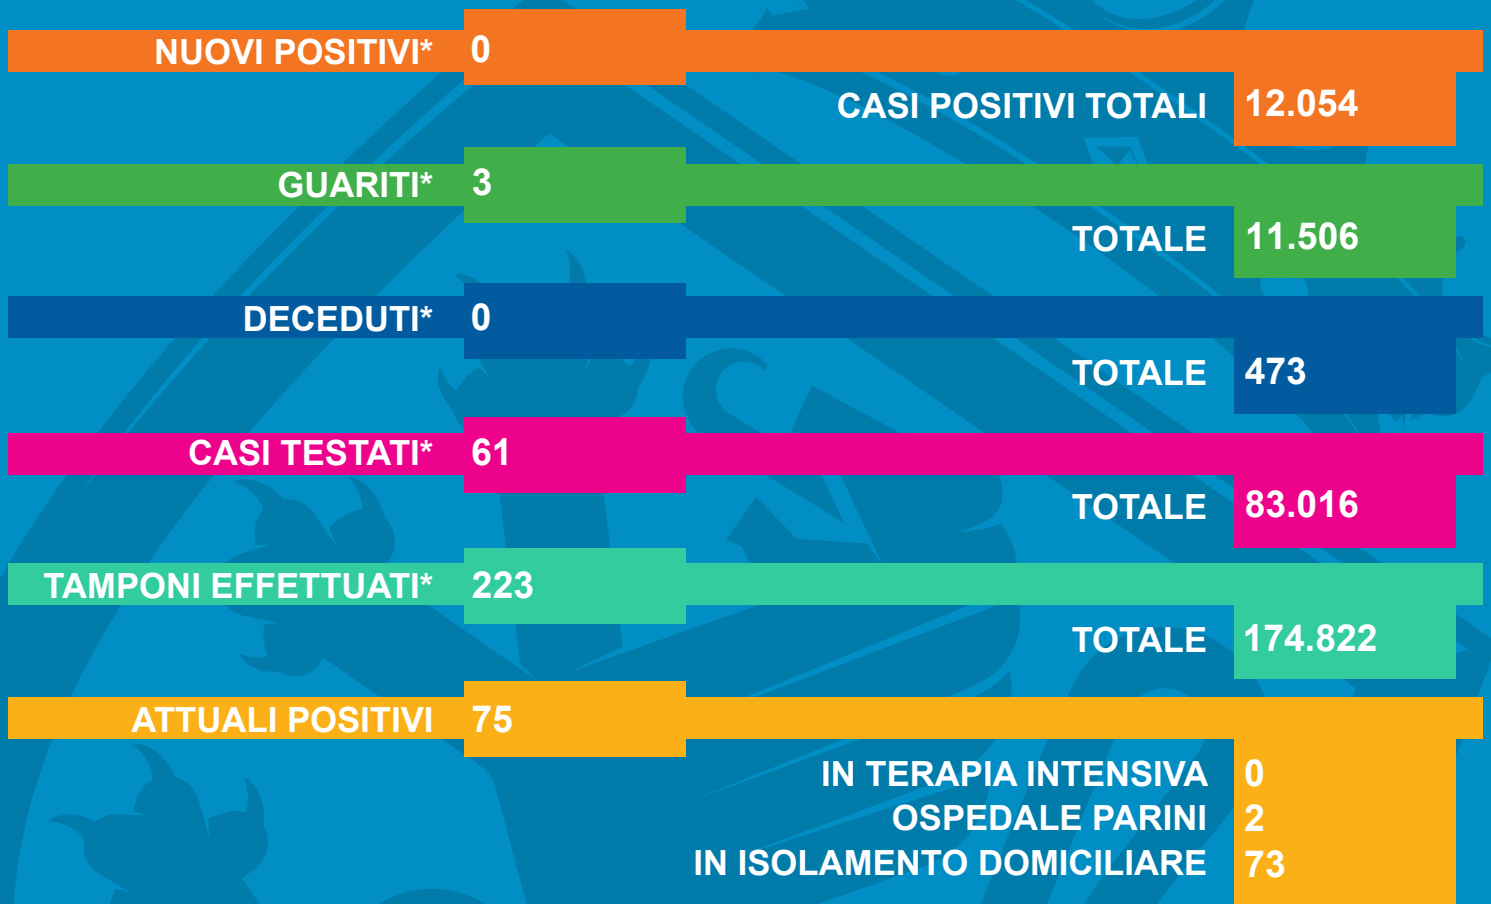 NUOVI POSITIVI* 0
CASI POSITIVI TOTALI 12.054
GUARITI* 3
TOTALE 11.506
DECEDUTI* 0
TOTALE 473
CASI TESTATI* 61
TOTALE 83.016
TAMPONI EFFETTUATI* 223
TOTALE 174.822
ATTUALI POSITIVI 75
IN TERAPIA INTENSIVA 0
OSPEDALE PARINI 2
IN ISOLAMENTO DOMICILIARE 73